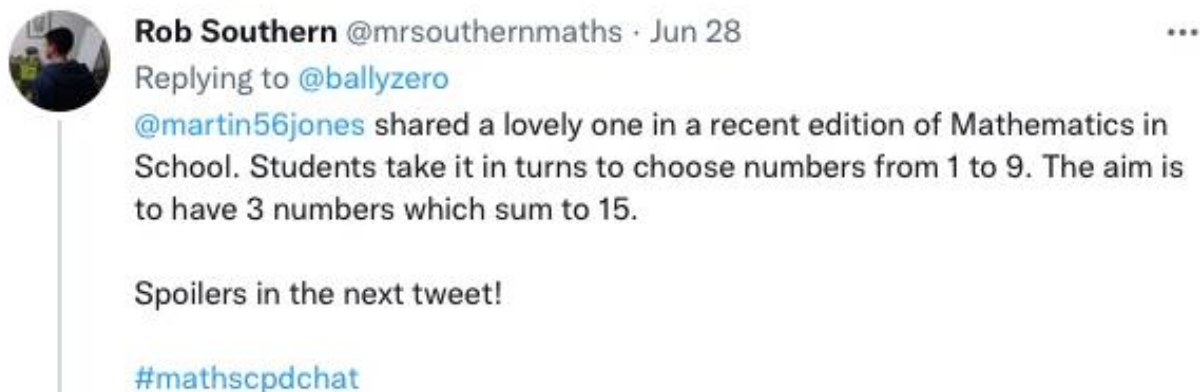 Rob Southern @mrsouthernmaths · Jun 28
Replying to @ballyzero
@martin56jones shared a lovely one in a recent edition of Mathematics in
School. Students take it in turns to choose numbers from 1 to 9. The aim is
to have 3 numbers which sum to 15.
Spoilers in the next tweet!
#mathscpdchat